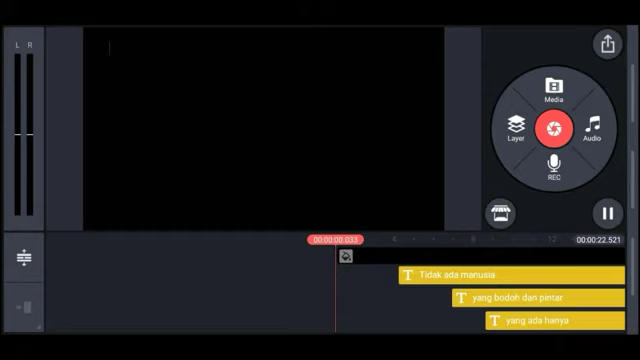 L R
Media
Layer
Audio
REC
00:00:00.033
12
00:00:22.521
Tidak ada manusia
yang bodoh dan pintar
yang ada hanya